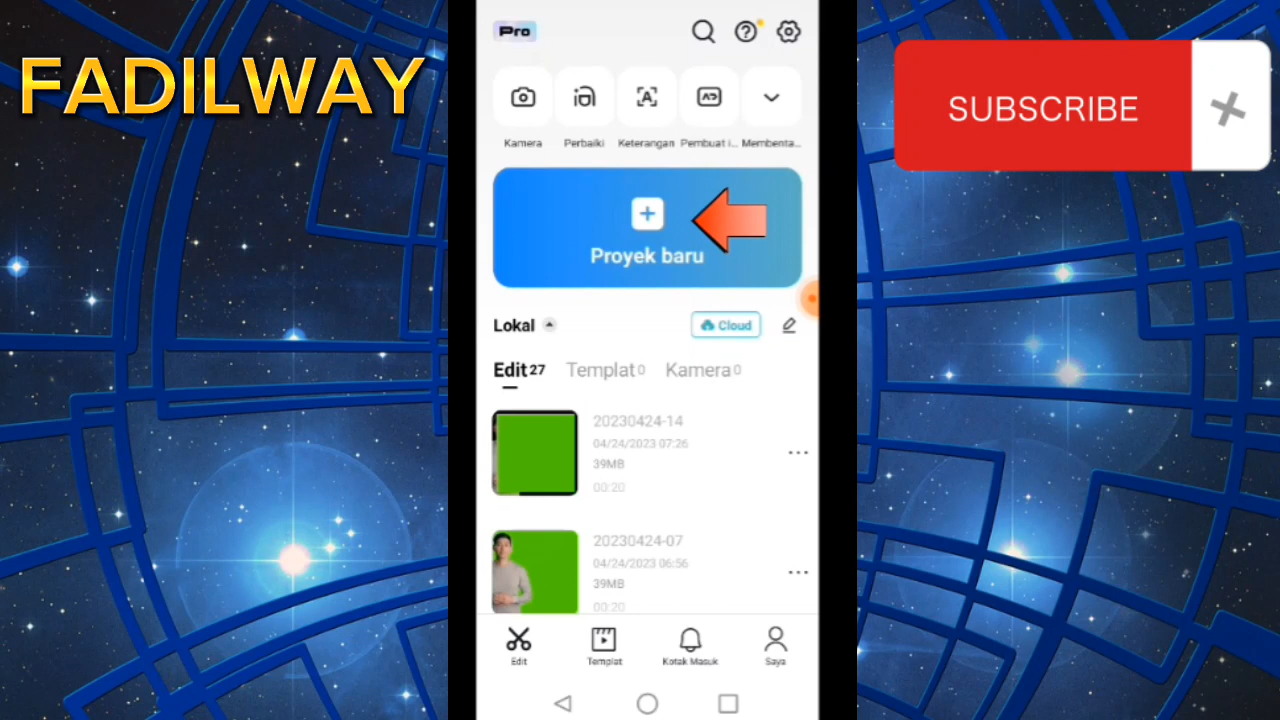 FADILWAY
SUBSCRIBE
Pro
Kamera
Perbaiki
Keterangan
Pembuat i...
Membenta...
Proyek baru
Lokal
Cloud
Edit 27
Templat 0
Kamera 0
20230424-14
04/24/2023 07:26
39MB
00:20
20230424-07
04/24/2023 06:56
39MB
00:20
Edit
Templat
Kotak Masuk
Saya